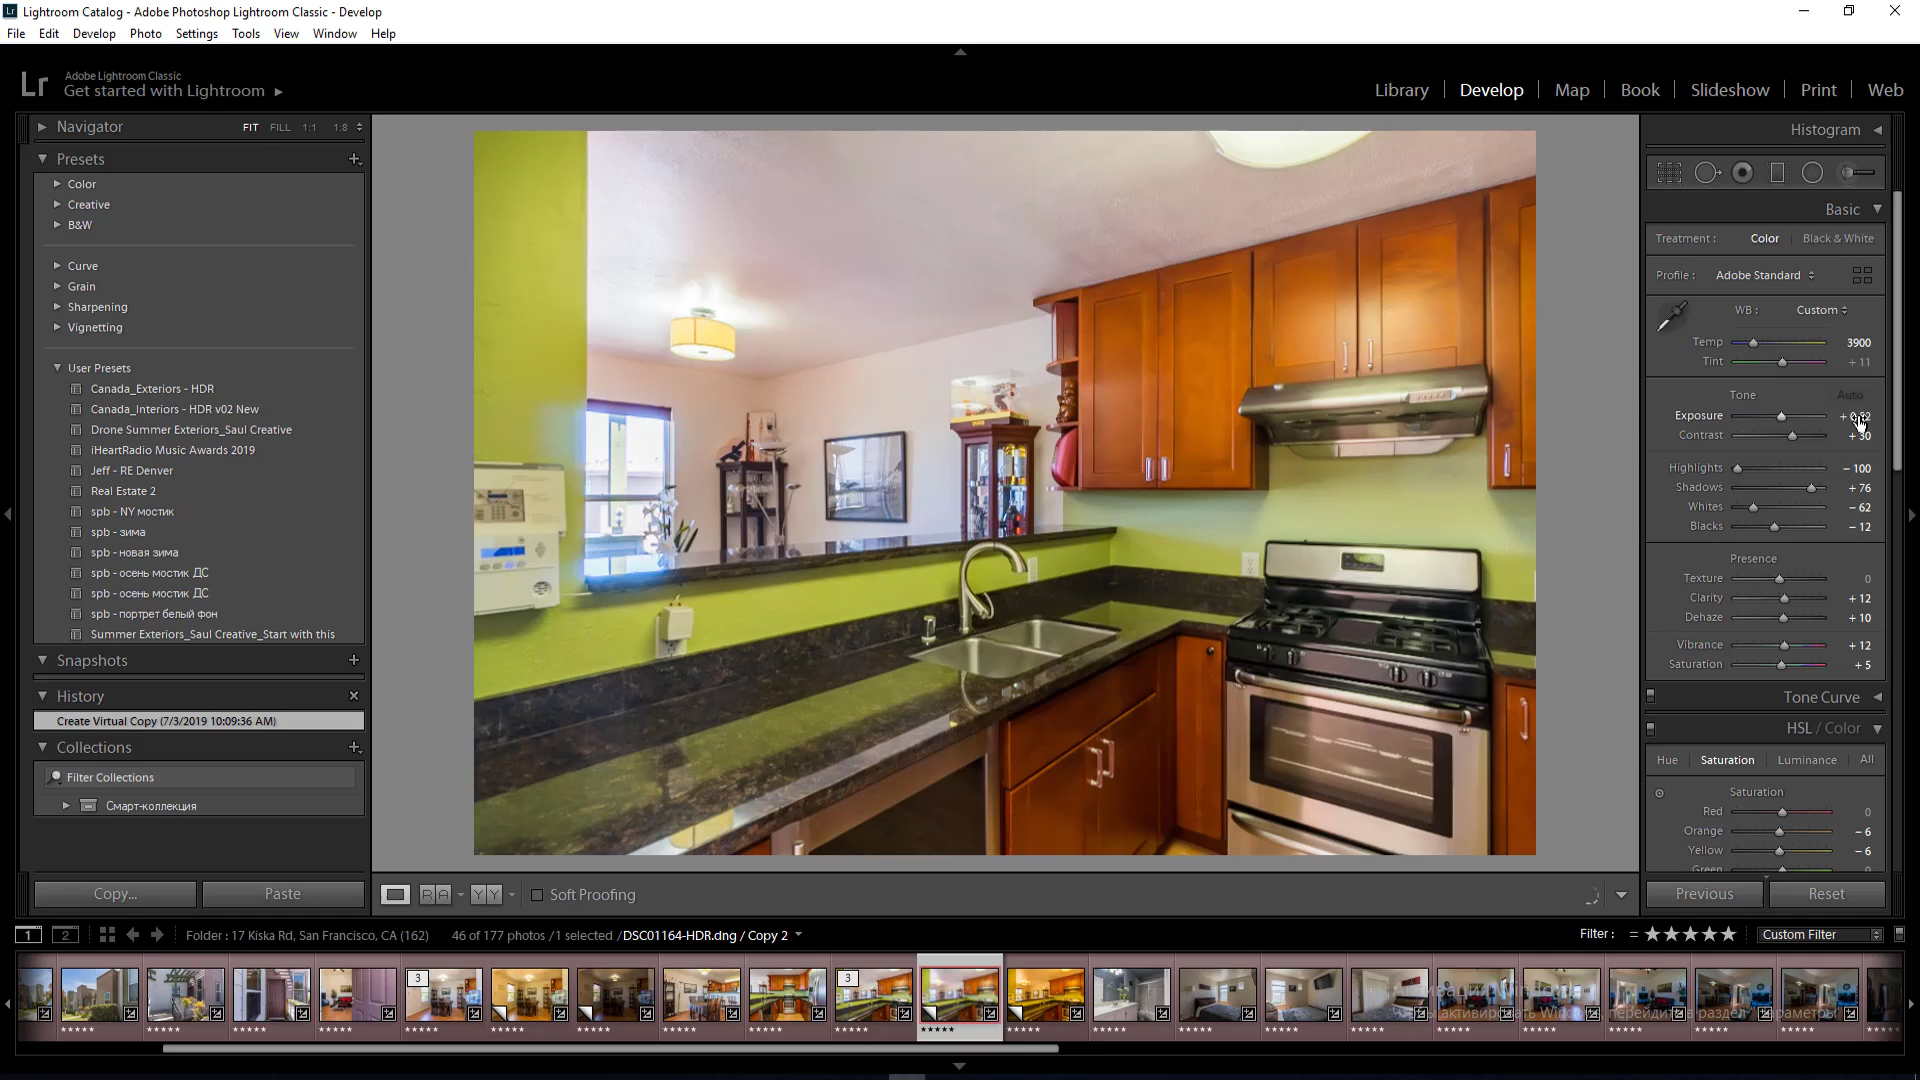 Lightroom Catalog - Adobe Photoshop Lightroom Classic - Develop
File Edit Develop Photo Settings Tools View Window Help
Lr
Adobe Lightroom Classic
Get started with Lightroom
Library Develop Map Book Slideshow Print Web
Navigator FIT FILL 1:1 1:8
Presets
Color
Creative
B&W
Curve
Grain
Sharpening
Vignetting
User Presets
Canada_Exteriors - HDR
Canada_Interiors - HDR v02 New
Drone Summer Exteriors_Saul Creative
iHeartRadio Music Awards 2019
Jeff - RE Denver
Real Estate 2
spb - NY мостик
spb - зима
spb - новая зима
spb - осень мостик ДС
spb - осень мостик ДС
spb - портрет белый фон
Summer Exteriors_Saul Creative_Start with this
Snapshots
History
Create Virtual Copy (7/3/2019 10:09:36 AM)
Collections
Filter Collections
Смарт-коллекция
Copy... Paste
R A Y Y Soft Proofing
Histogram
Basic
Treatment : Color Black & White
Profile : Adobe Standard
WB : Custom
Temp 3900
Tint + 11
Tone Auto
Exposure
Contrast + 30
Highlights – 100
Shadows + 76
Whites – 62
Blacks – 12
Presence
Texture 0
Clarity + 12
Dehaze + 10
Vibrance + 12
Saturation + 5
Tone Curve
HSL / Color
Hue Saturation Luminance All
Saturation
Red 0
Orange – 6
Yellow – 6
Green 0
Previous Reset
1 2 Folder : 17 Kiska Rd, San Francisco, CA (162) 46 of 177 photos /1 selected /DSC01164-HDR.dng / Copy 2 Filter : Custom Filter
3 3